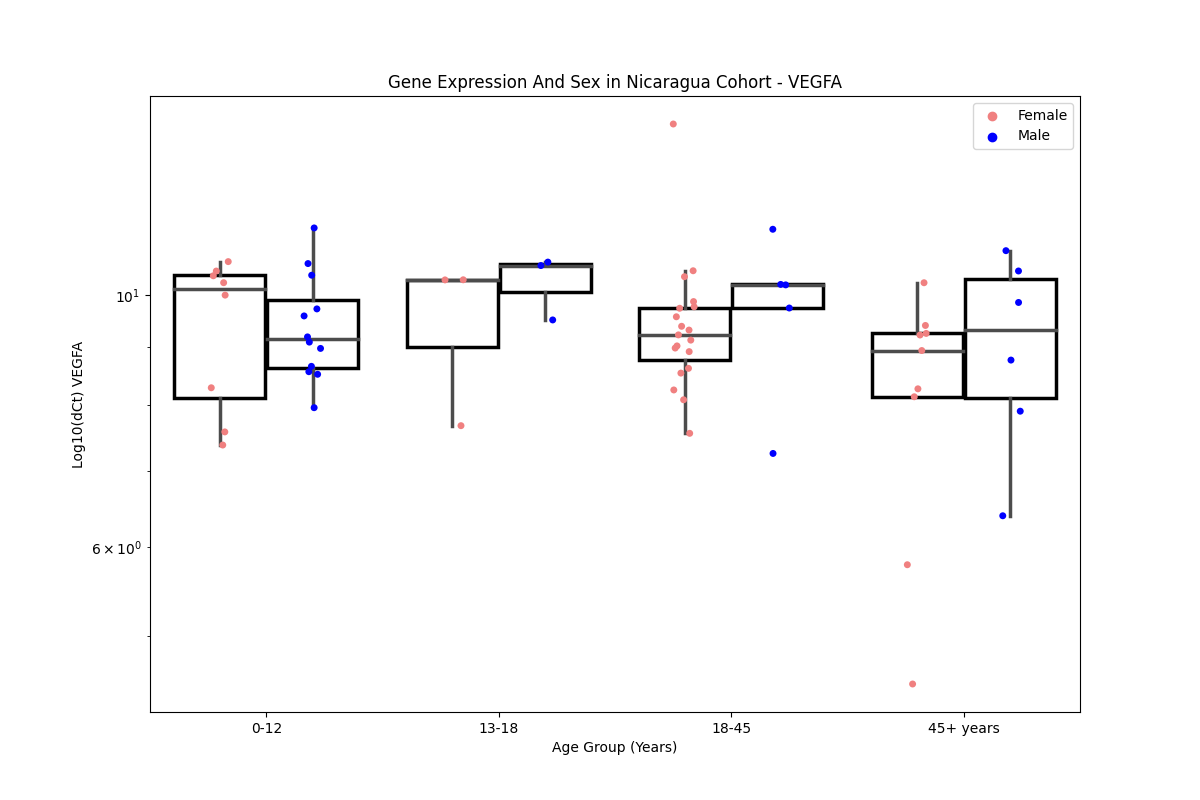 Gene Expression And Sex in Nicaragua Cohort - VEGFA
Female
Male
10¹
6 × 10⁰
Log10(dCt) VEGFA
0-12
13-18
18-45
45+ years
Age Group (Years)